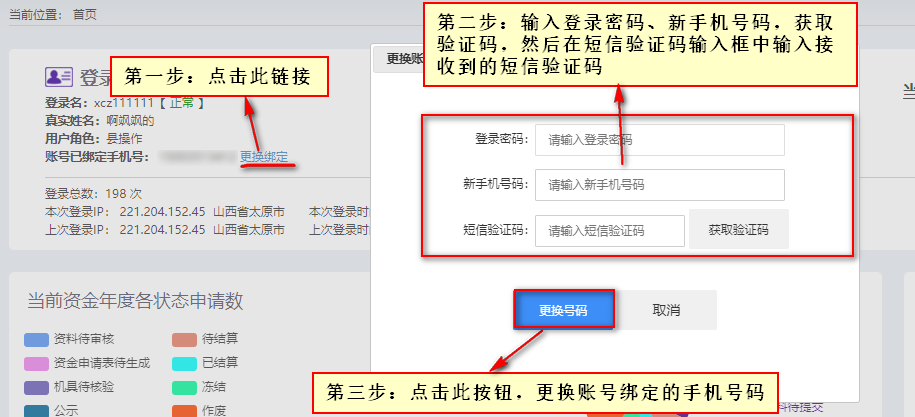 当前位置： 首页
第二步：输入登录密码、新手机号码，获取
验证码，然后在短信验证码输入框中输入接
收到的短信验证码
更换账
第一步：点击此链接
登录
登录名：xcz111111【 正常 】
真实姓名：啊飒飒的
用户角色：县操作
账号已绑定手机号： 更换绑定
登录总数：198 次
本次登录IP： 221.204.152.45 山西省太原市 本次登录时
上次登录IP： 221.204.152.45 山西省太原市 上次登录时
登录密码： 请输入登录密码
新手机号码： 请输入新手机号码
短信验证码： 请输入短信验证码 获取验证码
更换号码 取消
当前资金年度各状态申请数
资料待审核 待结算
资金申请表待生成 已结算
机具待核验 冻结
公示 作废
第三步：点击此按钮，更换账号绑定的手机号码
料待提交